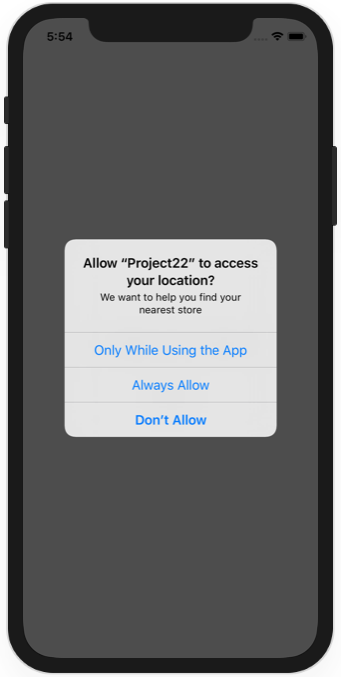 5:54
Allow “Project22” to access
your location?
We want to help you find your
nearest store
Only While Using the App
Always Allow
Don’t Allow